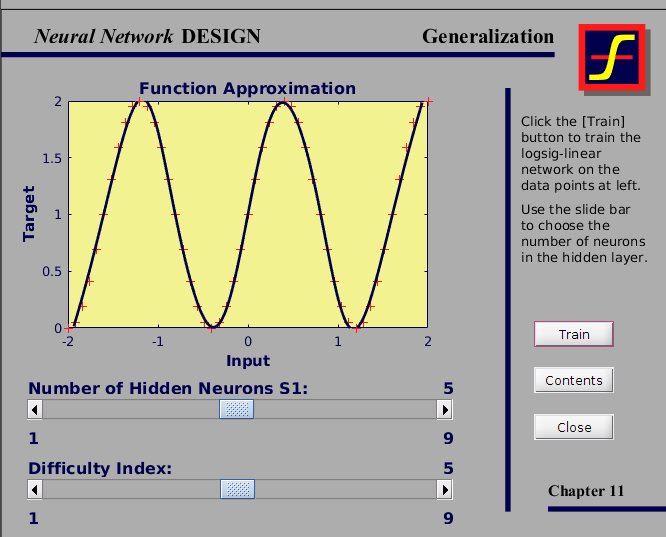 Neural Network DESIGN
Generalization
Function Approximation
2
1.5
1
0.5
0
Target
-2
-1
0
1
2
Input
Click the [Train]
button to train the
logsig-linear
network on the
data points at left.
Use the slide bar
to choose the
number of neurons
in the hidden layer.
Train
Contents
Close
Number of Hidden Neurons S1:
5
1
9
Difficulty Index:
5
1
9
Chapter 11